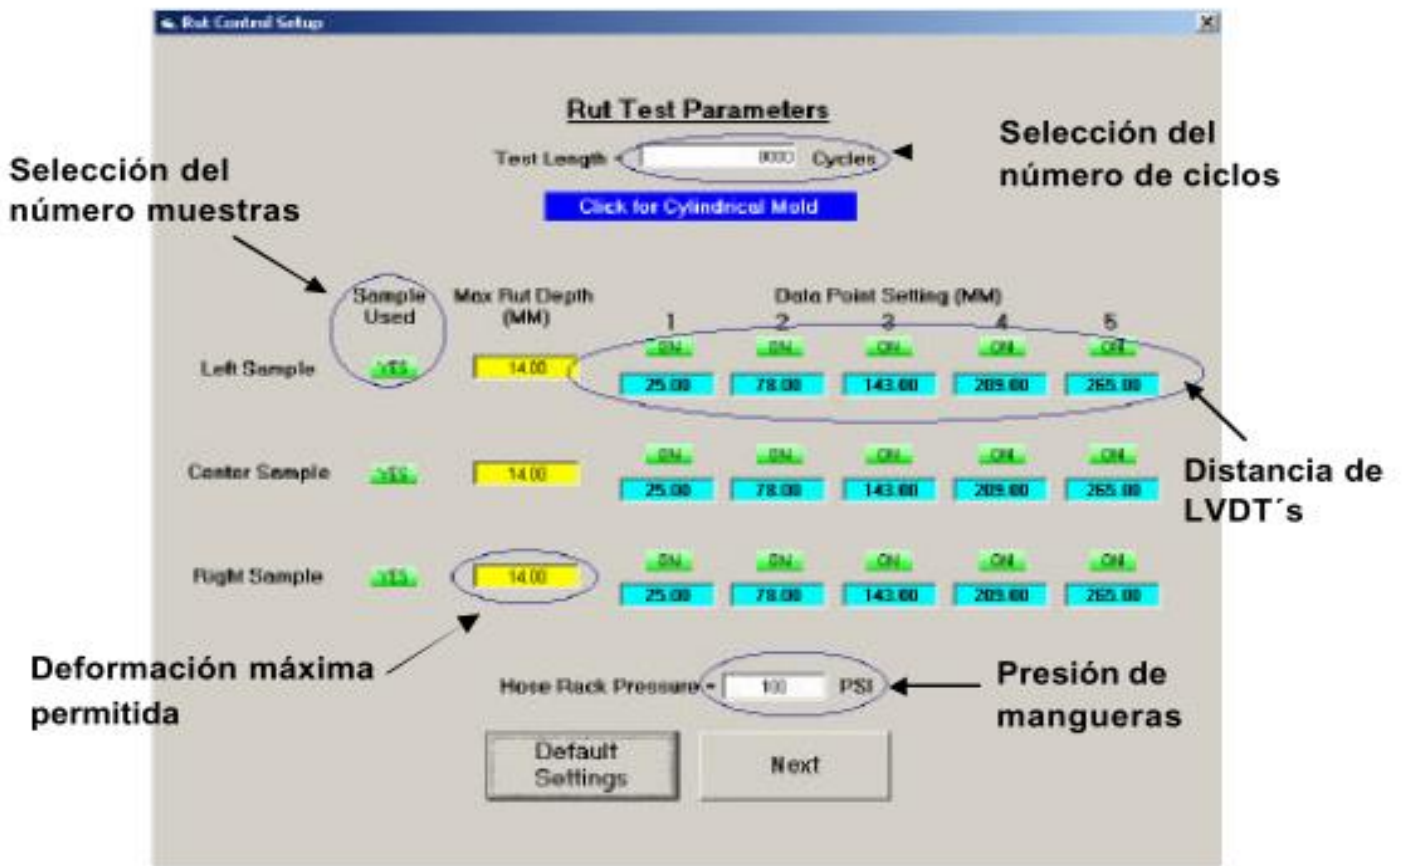 Rut Control Setup
Rut Test Parameters
Test Length = 8000 Cycles
Selección del
número de ciclos
Selección del
número muestras
Click for Cylindrical Mold
Sample
Used
Max Rut Depth
(MM)
Data Point Setting (MM)
1 2 3 4 5
ON ON ON ON ON
Left Sample YES 14.00 25.00 78.00 143.00 209.00 265.00
ON ON ON ON ON
Center Sample YES 14.00 25.00 78.00 143.00 209.00 265.00
Distancia de
LVDT´s
ON ON ON ON ON
Right Sample YES 14.00 25.00 78.00 143.00 209.00 265.00
Deformación máxima
permitida
Hose Rack Pressure = 100 PSI
Presión de
mangueras
Default
Settings
Next